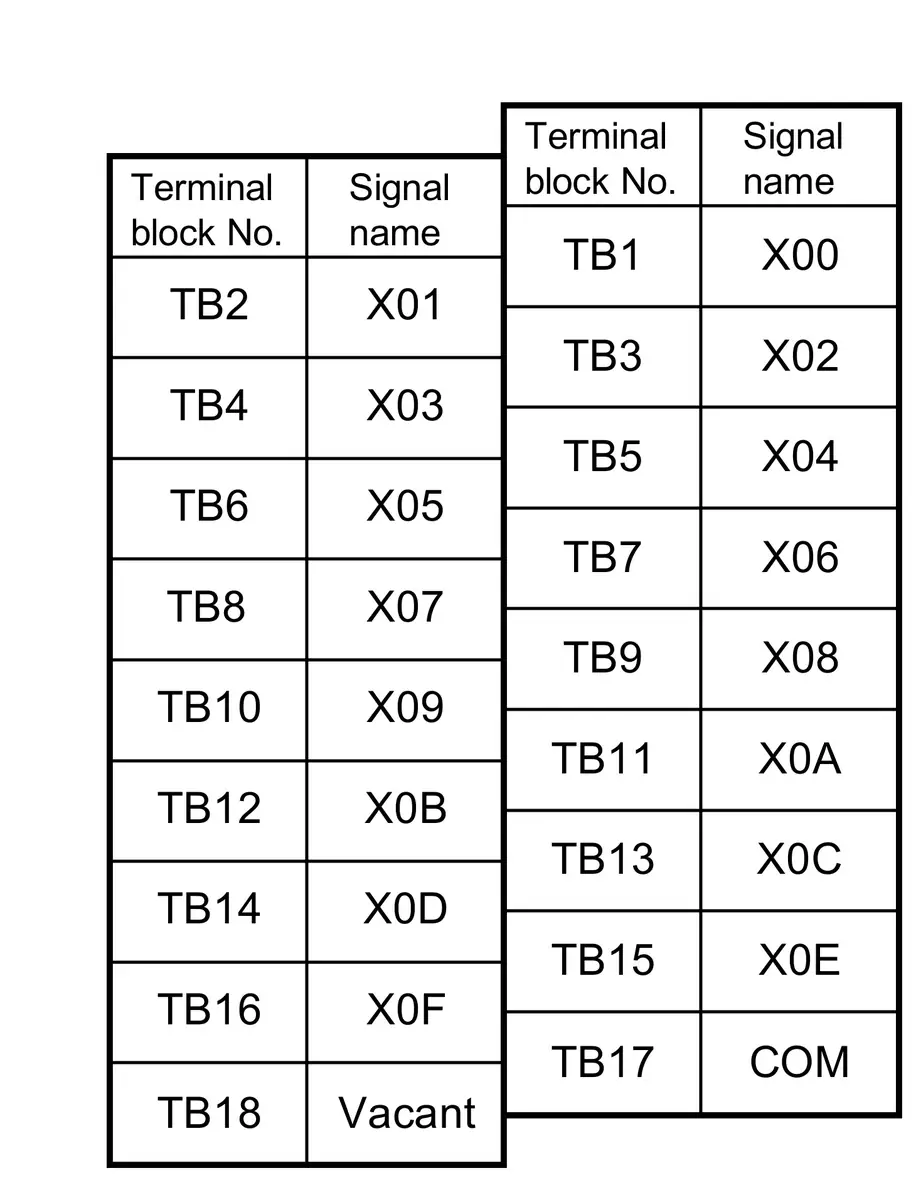 Terminal
block No.
Signal
name
TB2 X01
TB4 X03
TB6 X05
TB8 X07
TB10 X09
TB12 X0B
TB14 X0D
TB16 X0F
TB18 Vacant
Terminal
block No.
Signal
name
TB1 X00
TB3 X02
TB5 X04
TB7 X06
TB9 X08
TB11 X0A
TB13 X0C
TB15 X0E
TB17 COM